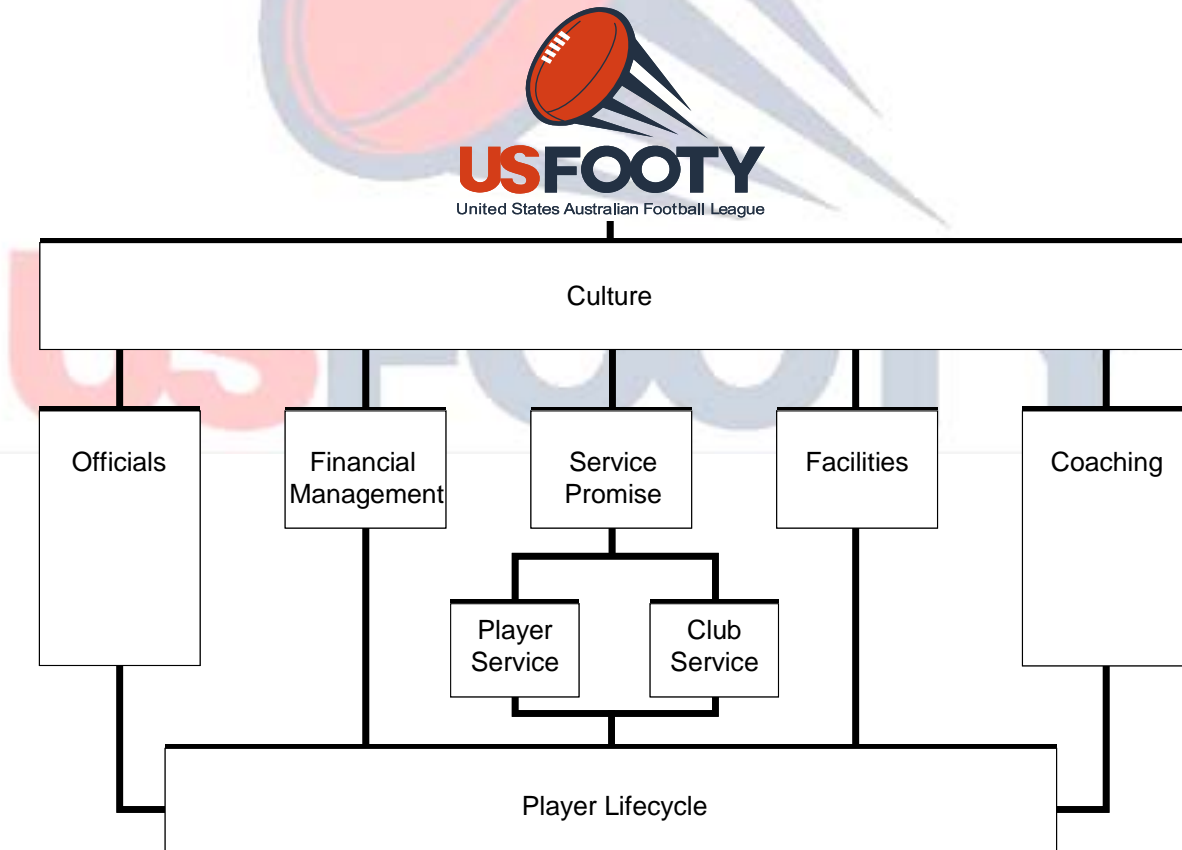 USFOOTY
United States Australian Football League
Culture
USFOOTY
Officials
Financial
Management
Service
Promise
Facilities
Coaching
Player
Service
Club
Service
Player Lifecycle